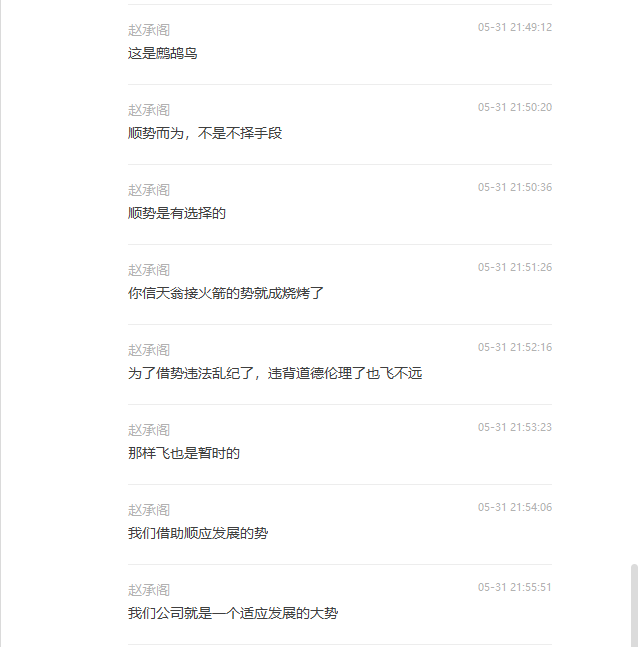 赵承阁
05-31 21:49:12
这是鹧鸪鸟
赵承阁
05-31 21:50:20
顺势而为，不是不择手段
赵承阁
05-31 21:50:36
顺势是有选择的
赵承阁
05-31 21:51:26
你信天翁接火箭的势就成烧烤了
赵承阁
05-31 21:52:16
为了借势违法乱纪了，违背道德伦理了也飞不远
赵承阁
05-31 21:53:23
那样飞也是暂时的
赵承阁
05-31 21:54:06
我们借助顺应发展的势
赵承阁
05-31 21:55:51
我们公司就是一个适应发展的大势